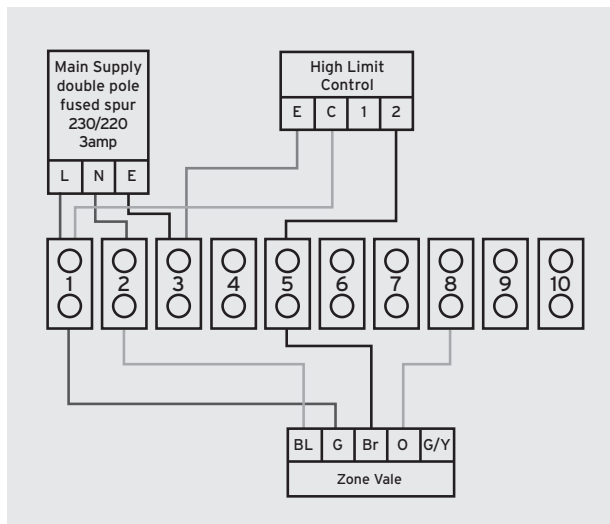 Main Supply
double pole
fused spur
230/220
3amp
L N E
High Limit
Control
E C 1 2
1 2 3 4 5 6 7 8 9 10
BL G Br O G/Y
Zone Vale